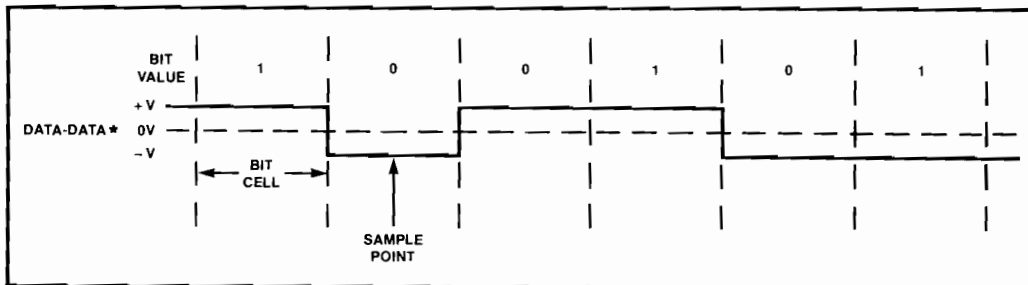 BIT
VALUE
1 0 0 1 0 1
+ V
DATA-DATA* 0V
– V
BIT
CELL
SAMPLE
POINT